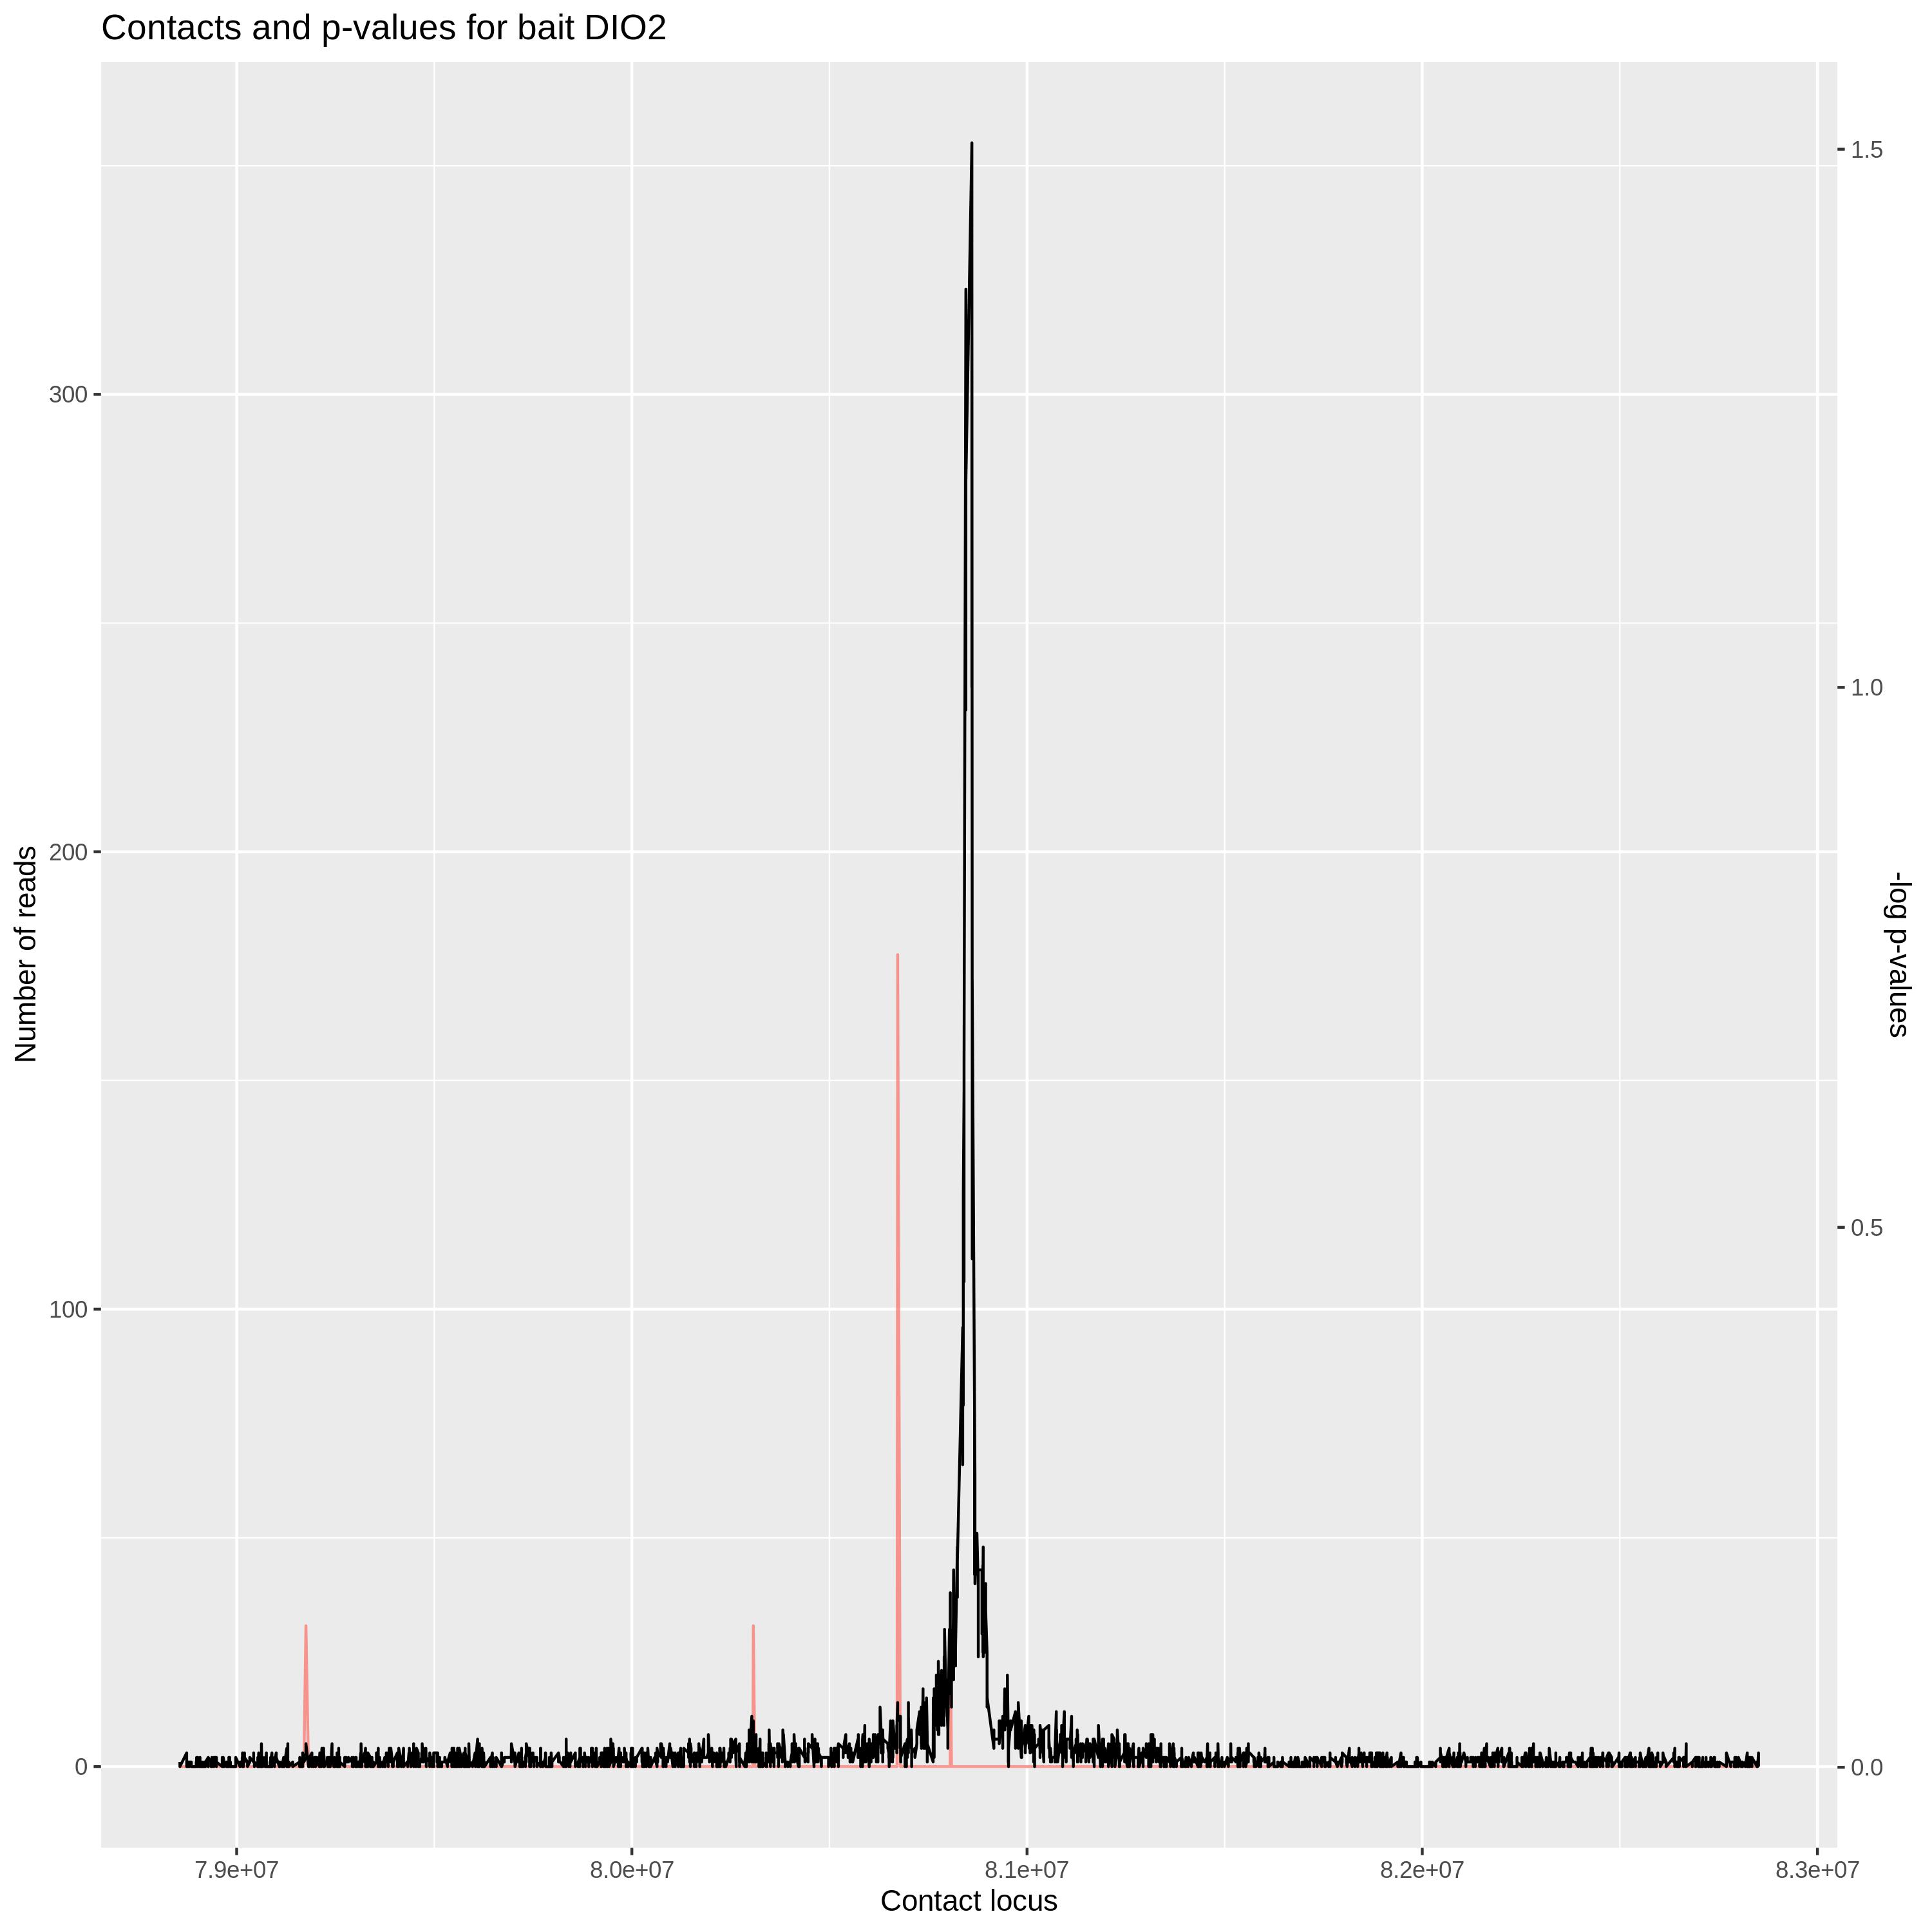 Contacts and p-values for bait DIO2
Number of reads
300
200
100
0
1.5
1.0
0.5
0.0
-log p-values
7.9e+07 8.0e+07 8.1e+07 8.2e+07 8.3e+07
Contact locus